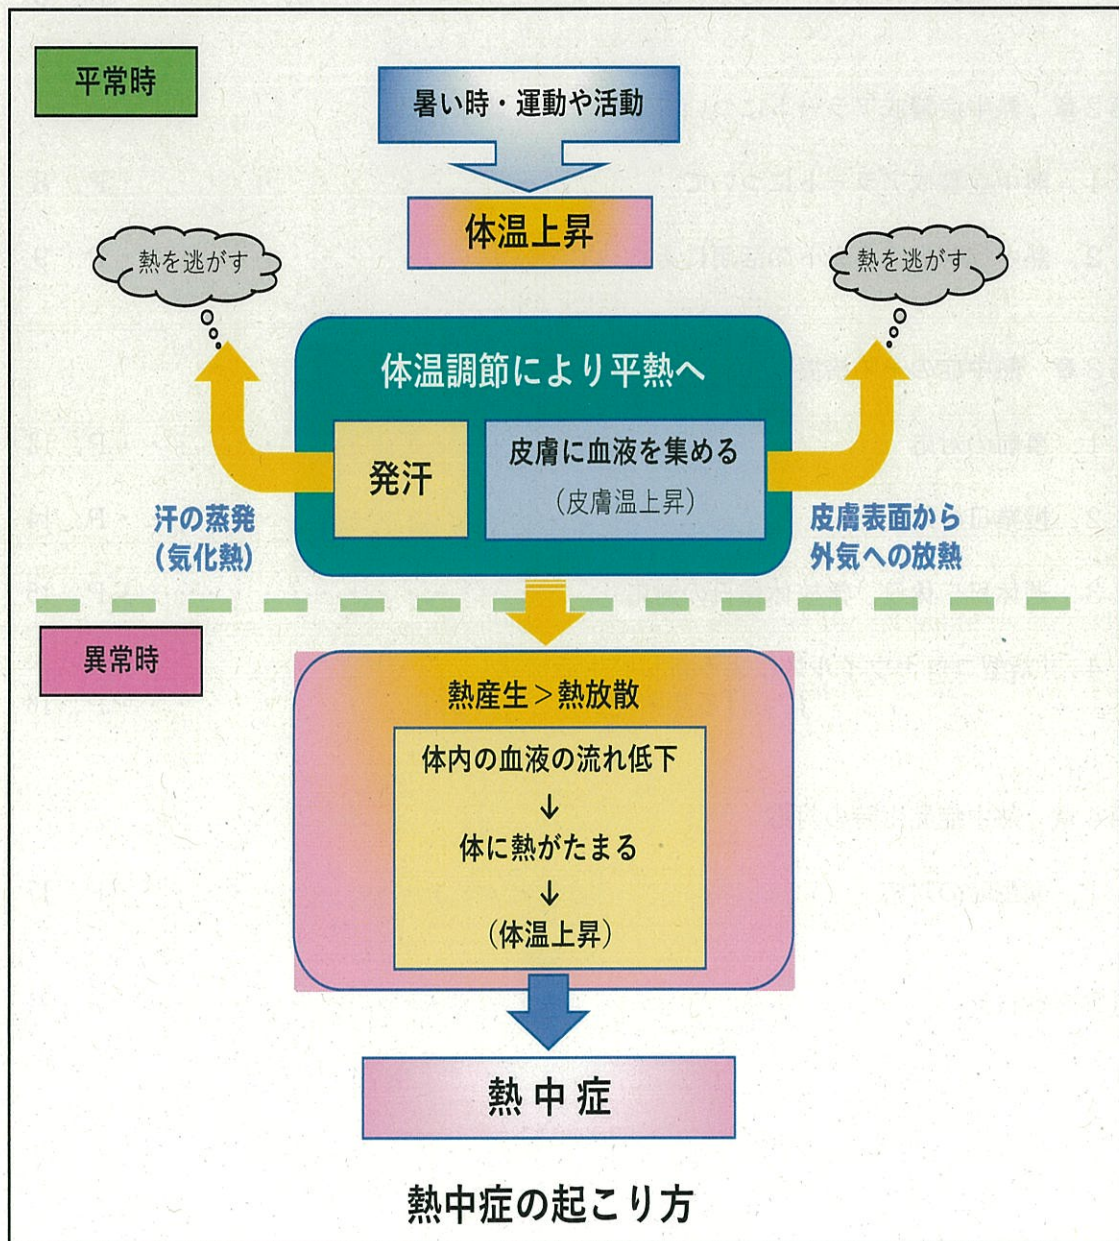 平常時
暑い時・運動や活動
体温上昇
熱を逃がす
熱を逃がす
体温調節により平熱へ
発汗
皮膚に血液を集める
(皮膚温上昇)
汗の蒸発
(気化熱)
皮膚表面から
外気への放熱
異常時
熱産生>熱放散
体内の血液の流れ低下
↓
体に熱がたまる
↓
(体温上昇)
熱中症
熱中症の起こり方